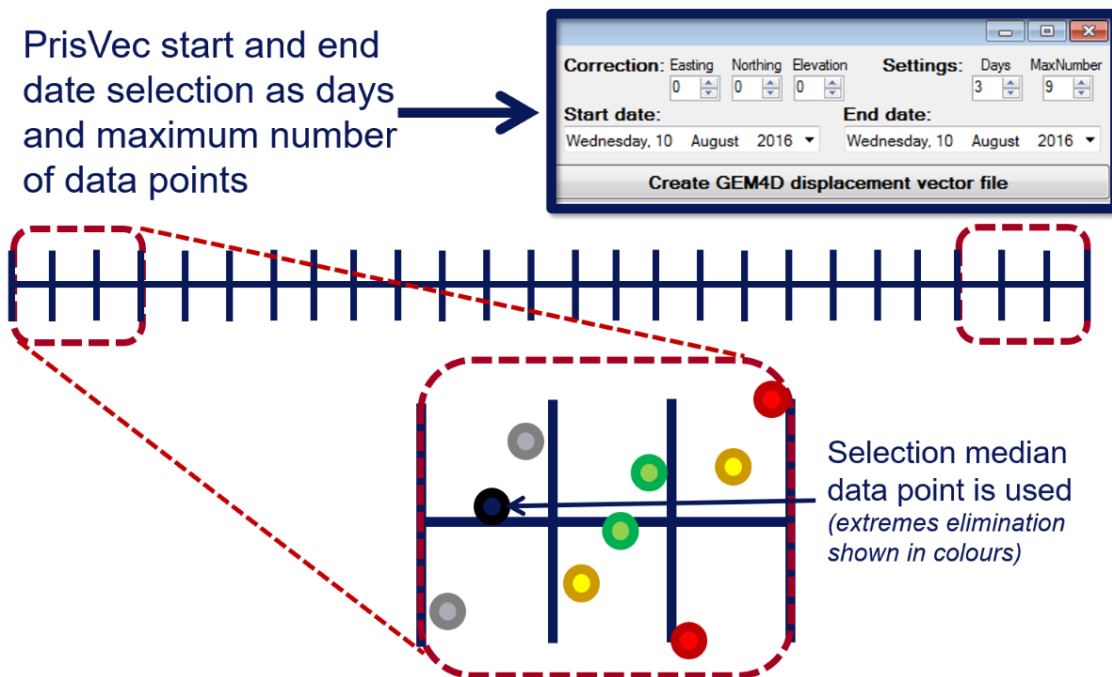 PrisVec start and end
date selection as days
and maximum number
of data points
Correction: Easting Northing Elevation Settings: Days MaxNumber
0 0 0 3 9
Start date: End date:
Wednesday, 10 August 2016 Wednesday, 10 August 2016
Create GEM4D displacement vector file
Selection median
data point is used
(extremes elimination
shown in colours)